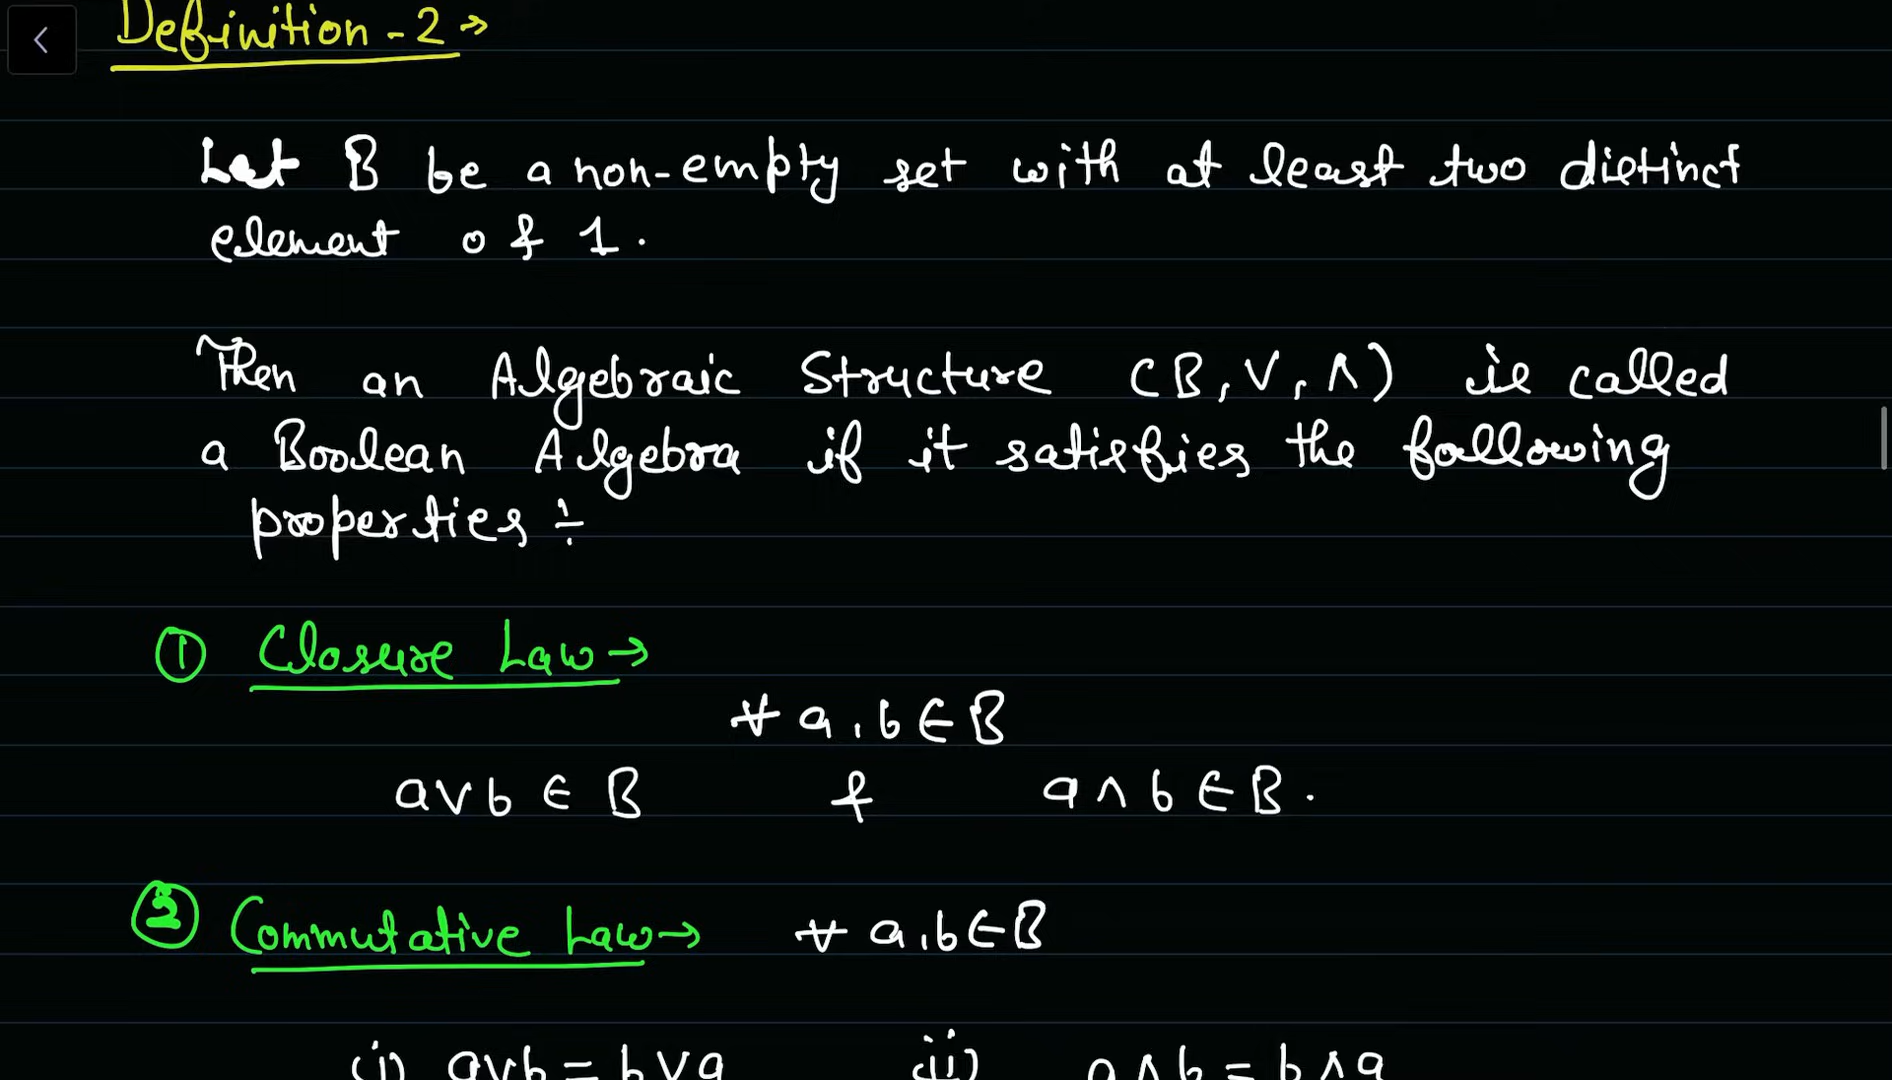 Definition-2 →
Let B be a non-empty set with at least two distinct
element 0 & 1.
Then an Algebraic Structure (B, ∨, ∧) is called
a Boolean Algebra if it satisfies the following
properties ÷
① Closure Law →
∀ a, b ∈ B
a ∨ b ∈ B & a ∧ b ∈ B.
② Commutative Law → ∀ a, b ∈ B
(i) a ∨ b = b ∨ a (ii) a ∧ b = b ∧ a